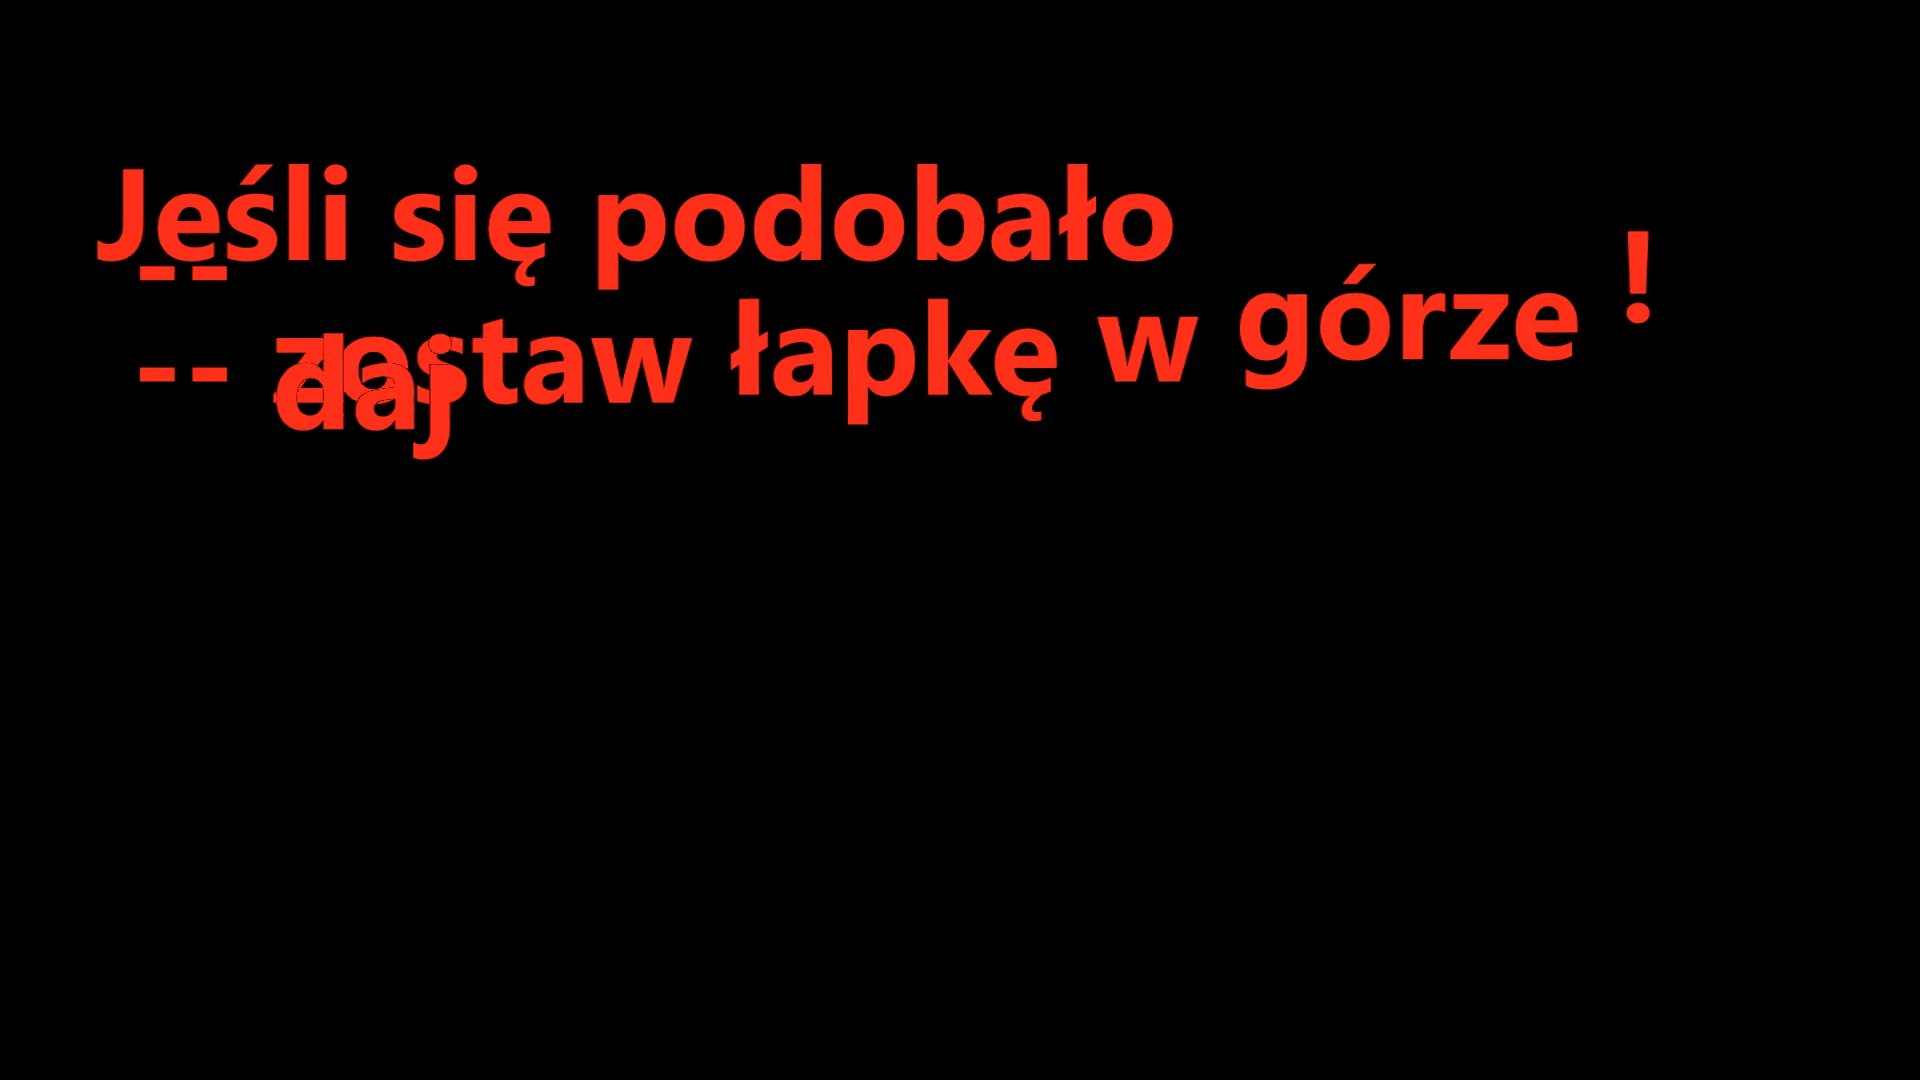 Jeśli się podobało
--
-- zostaw łapkę w górze !
daj